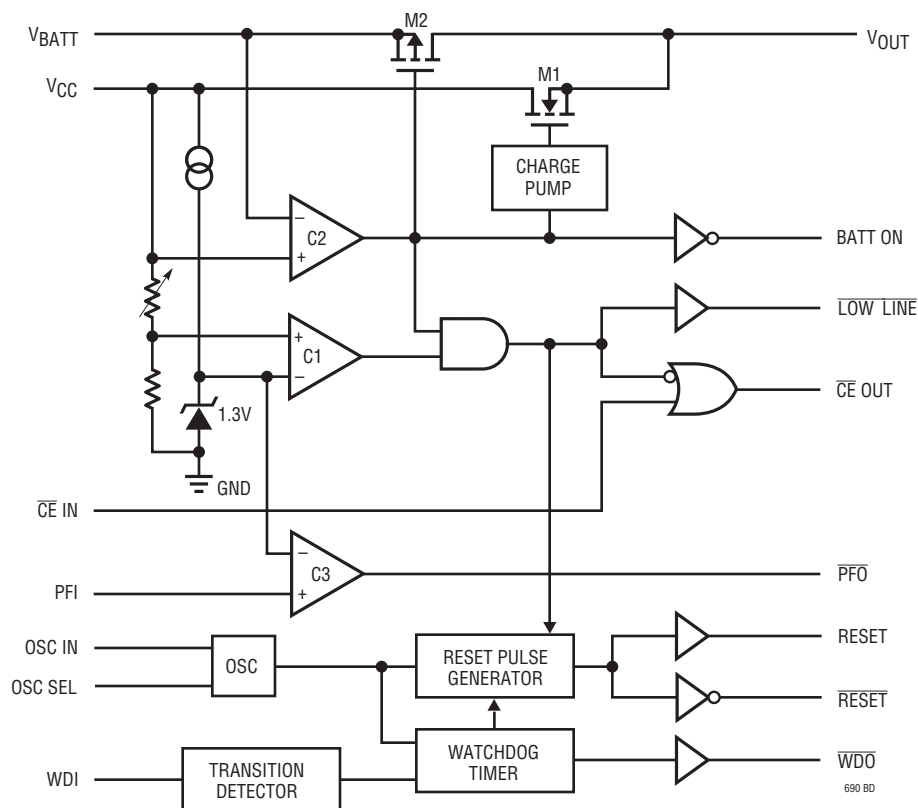 M2
VBATT
VOUT
VCC
M1
CHARGE
PUMP
−
C2
+
BATT ON
LOW LINE
+
C1
−
CE OUT
1.3V
GND
CE IN
−
C3
+
PFO
PFI
OSC IN
OSC
OSC SEL
RESET PULSE
GENERATOR
RESET
RESET
WATCHDOG
TIMER
WDO
WDI
TRANSITION
DETECTOR
690 BD